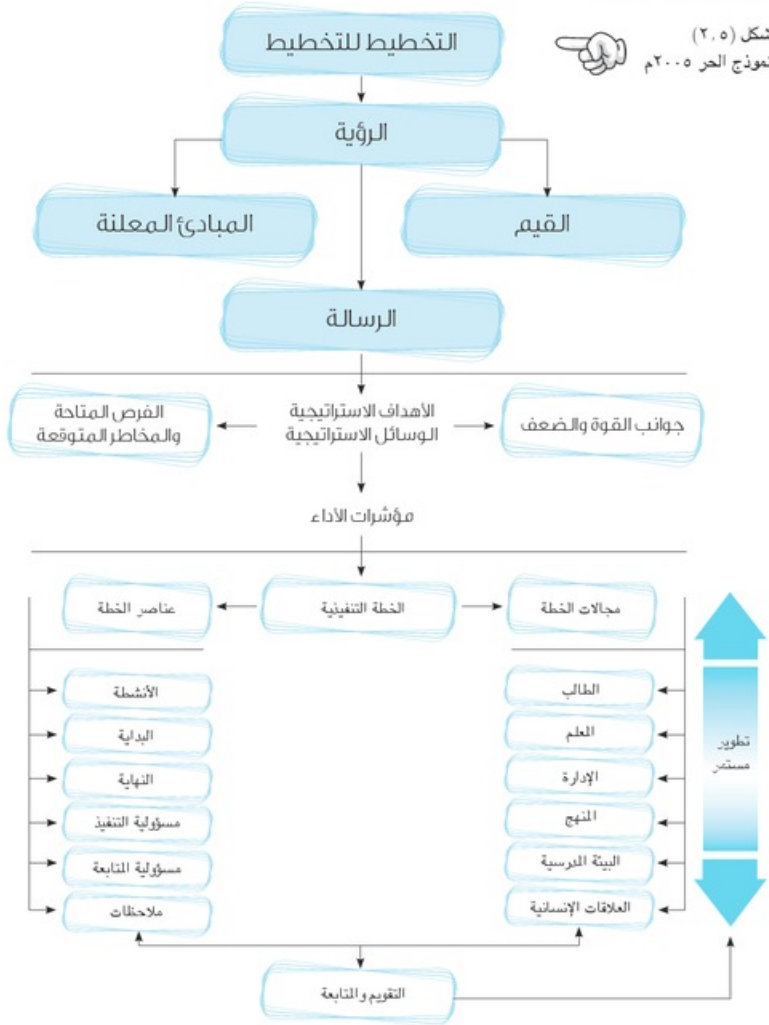 شكل (٢,٥)
نموذج الحر ٢٠٠٥م
التخطيط للتخطيط
الرؤية
القيم
المبادئ المعلنة
الرسالة
جوانب القوة والضعف
الأهداف الاستراتيجية
الوسائل الاستراتيجية
الفرص المتاحة
والمخاطر المتوقعة
مؤشرات الأداء
مجالات الخطة
الخطة التنفيذية
عناصر الخطة
الطالب
المعلم
الإدارة
المنهج
البيئة المدرسية
العلاقات الإنسانية
الأنشطة
البداية
النهاية
مسؤولية التنفيذ
مسؤولية المتابعة
ملاحظات
تطوير
مستمر
التقويم والمتابعة